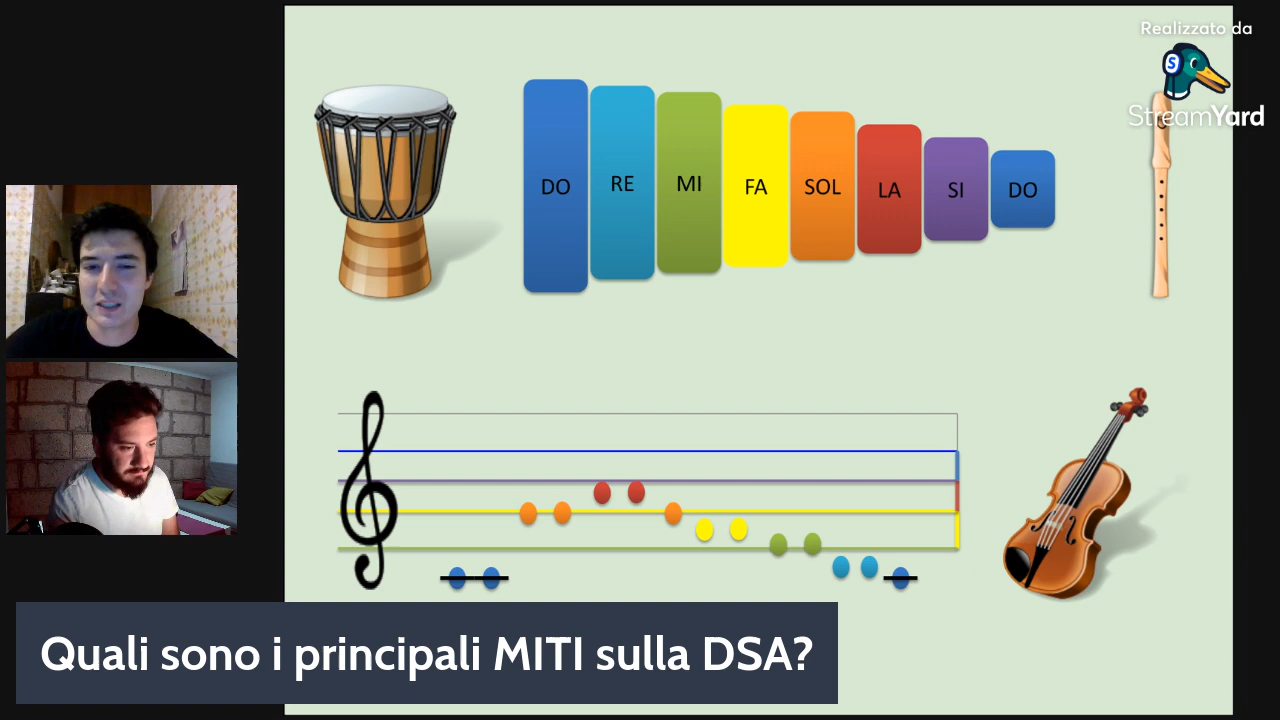 Realizzato da
StreamYard
DO RE MI FA SOL LA SI DO
Quali sono i principali MITI sulla DSA?